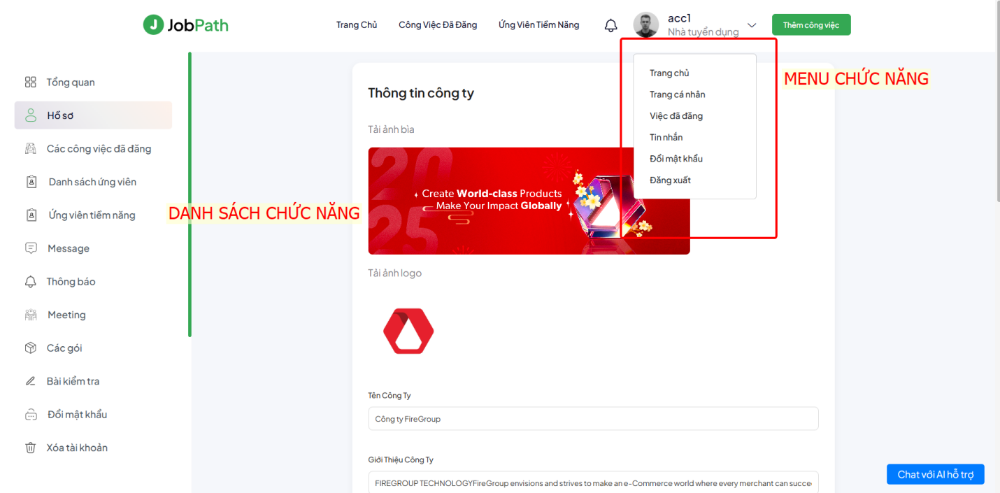 JobPath
Trang Chủ
Công Việc Đã Đăng
Ứng Viên Tiềm Năng
acc1
Nhà tuyển dụng
Thêm công việc
Trang chủ
Trang cá nhân
Việc đã đăng
Tin nhắn
Đổi mật khẩu
Đăng xuất
MENU CHỨC NĂNG
Tổng quan
Hồ sơ
Các công việc đã đăng
Danh sách ứng viên
Ứng viên tiềm năng
Message
Thông báo
Meeting
Các gói
Bài kiểm tra
Đổi mật khẩu
Xóa tài khoản
DANH SÁCH CHỨC NĂNG
Thông tin công ty
Tải ảnh bìa
2025
Create World-class Products
Make Your Impact Globally
Tải ảnh logo
Tên Công Ty
Công ty FireGroup
Giới Thiệu Công Ty
FIREGROUP TECHNOLOGYFireGroup envisions and strives to make an e-Commerce world where every merchant can succe
Chat với AI hỗ trợ